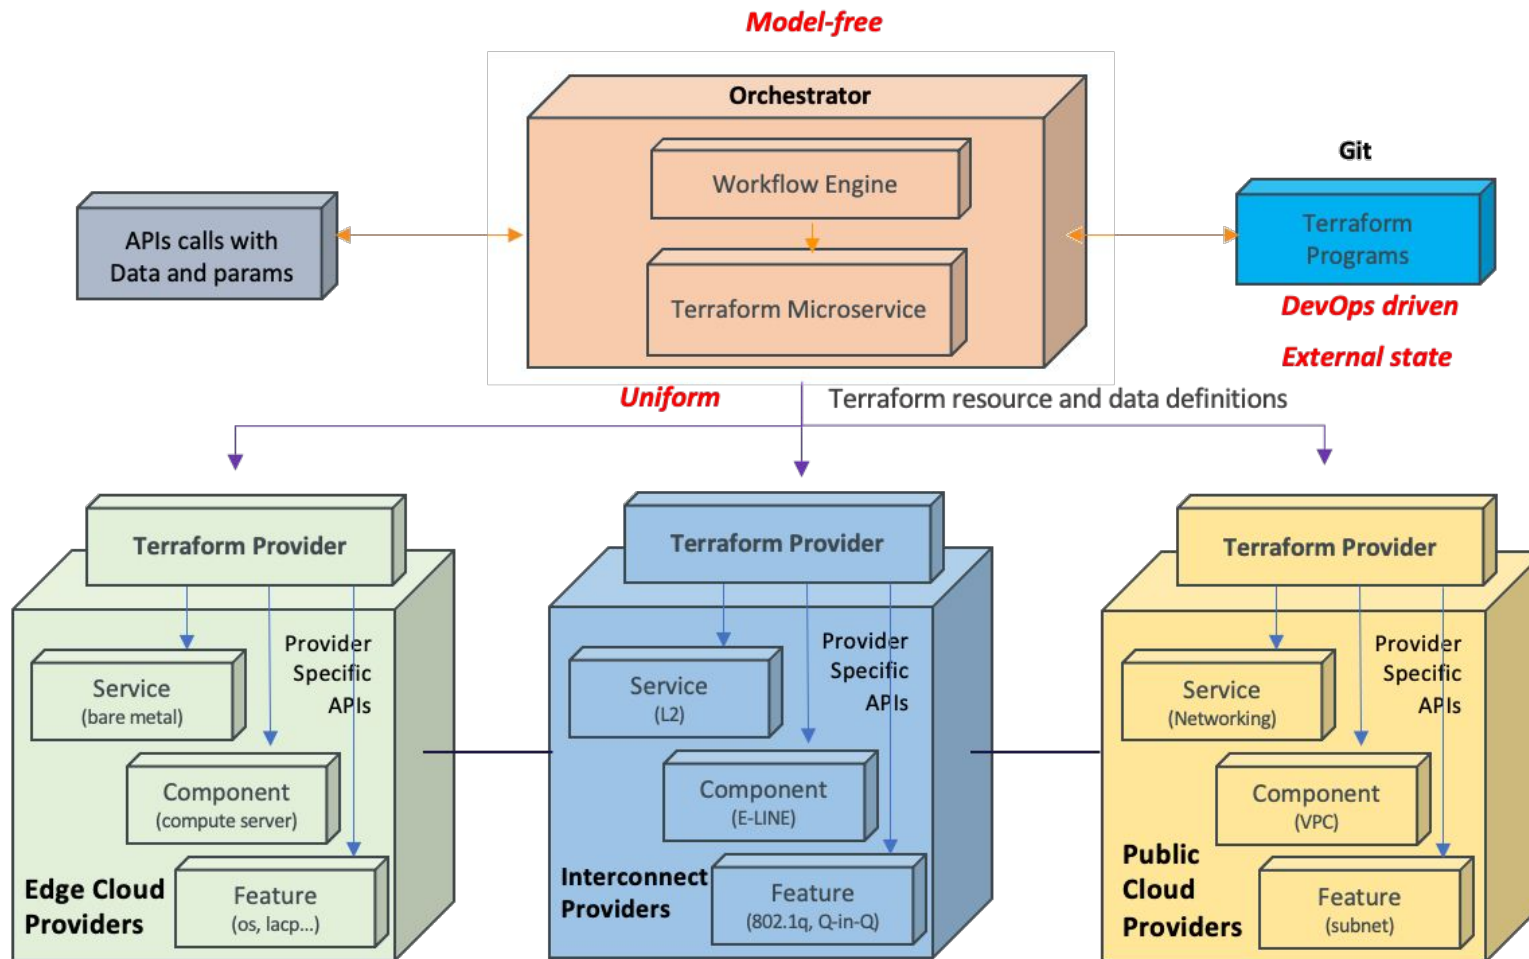 Model-free
Orchestrator
Workflow Engine
Terraform Microservice
APIs calls with
Data and params
Git
Terraform
Programs
DevOps driven
External state
Uniform
Terraform resource and data definitions
Terraform Provider
Provider
Specific
APIs
Service
(bare metal)
Component
(compute server)
Feature
(os, lacp...)
Edge Cloud
Providers
Terraform Provider
Provider
Specific
APIs
Service
(L2)
Component
(E-LINE)
Feature
(802.1q, Q-in-Q)
Interconnect
Providers
Terraform Provider
Provider
Specific
APIs
Service
(Networking)
Component
(VPC)
Feature
(subnet)
Public
Cloud
Providers